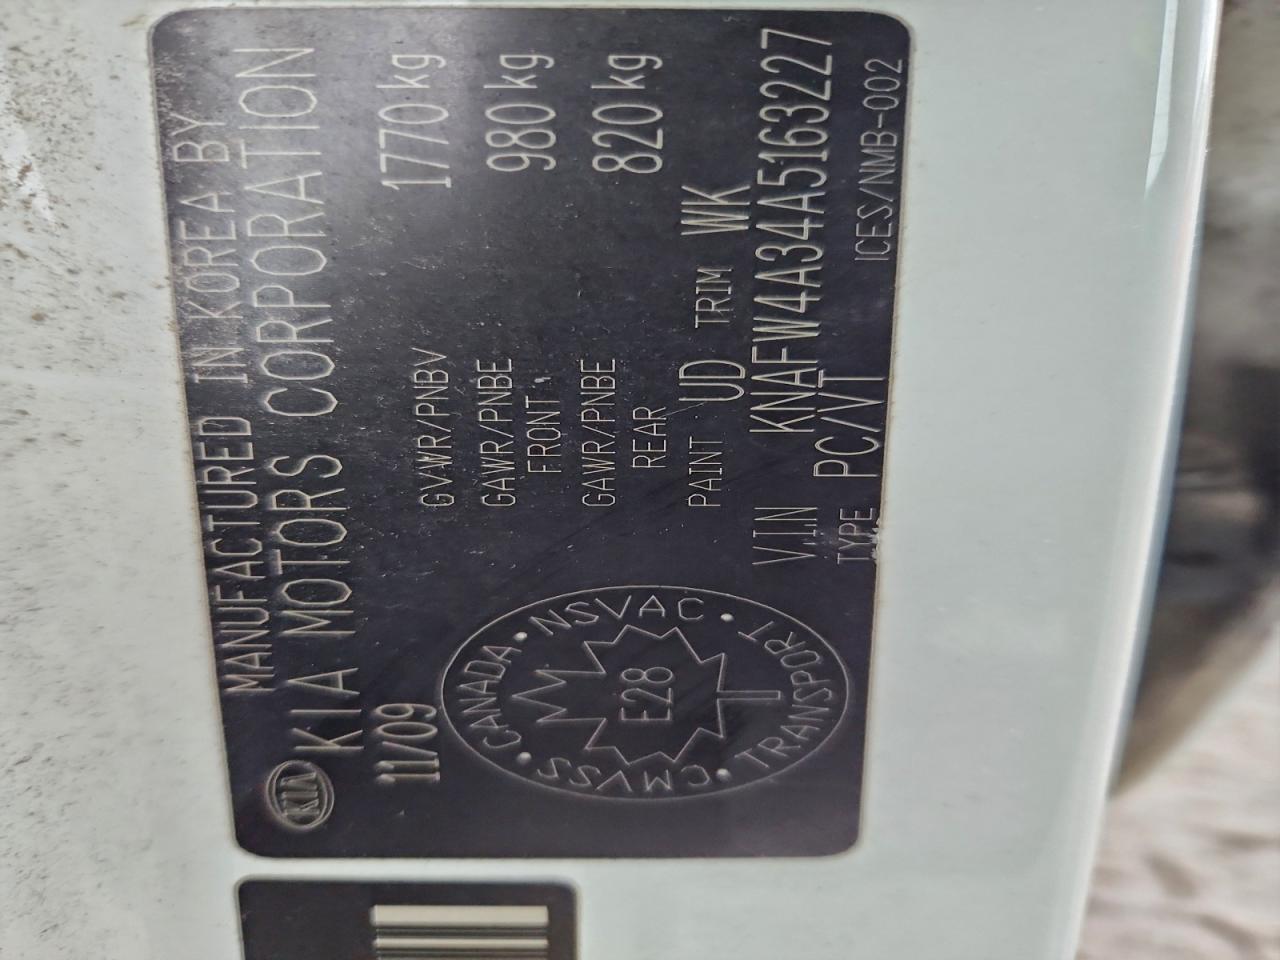 MANUFACTURED IN KOREA BY
KIA KIA MOTORS CORPORATION
11/09
GVWR/PNBV 1770 kg
GAWR/PNBE FRONT 980 kg
GAWR/PNBE REAR 820 kg
PAINT UD TRIM WK
V.I.N KNAFW4A34A5163227
TYPE PC/VT ICES/NMB-002
CANADA • NSVAC • TRANSPORT • CMVSS •
E28